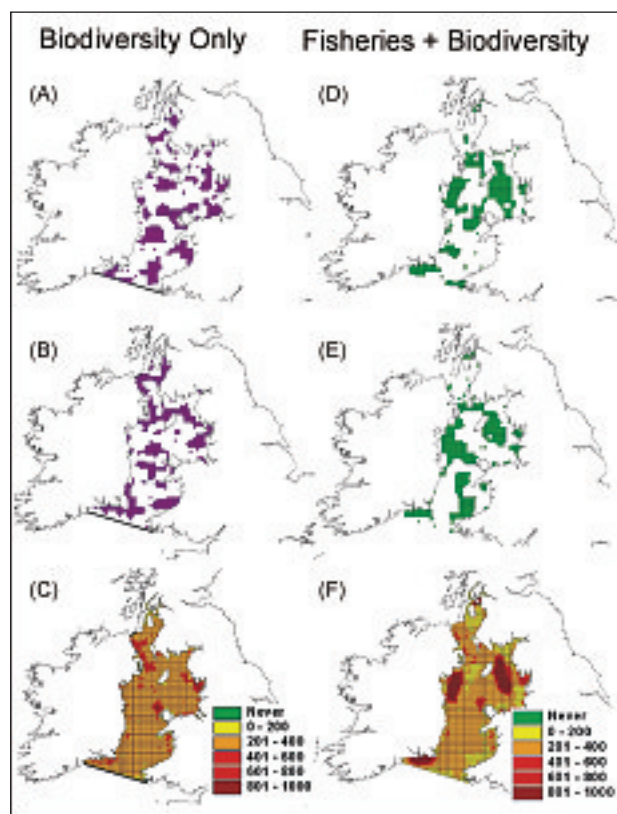 Biodiversity Only
Fisheries + Biodiversity
(A)
(D)
(B)
(E)
(C)
(F)
Never
0 - 200
201 - 400
401 - 600
601 - 800
801 - 1000
Never
0 - 200
201 - 400
401 - 600
601 - 800
801 - 1000